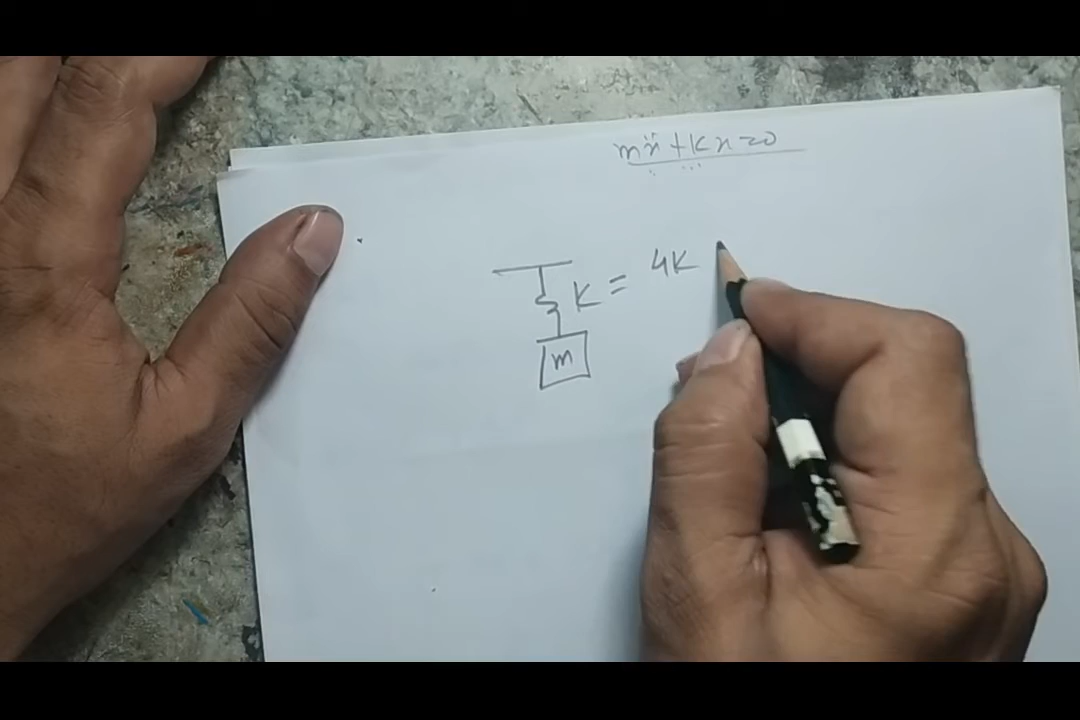 mẍ + Kx = 0
K = 4K
m